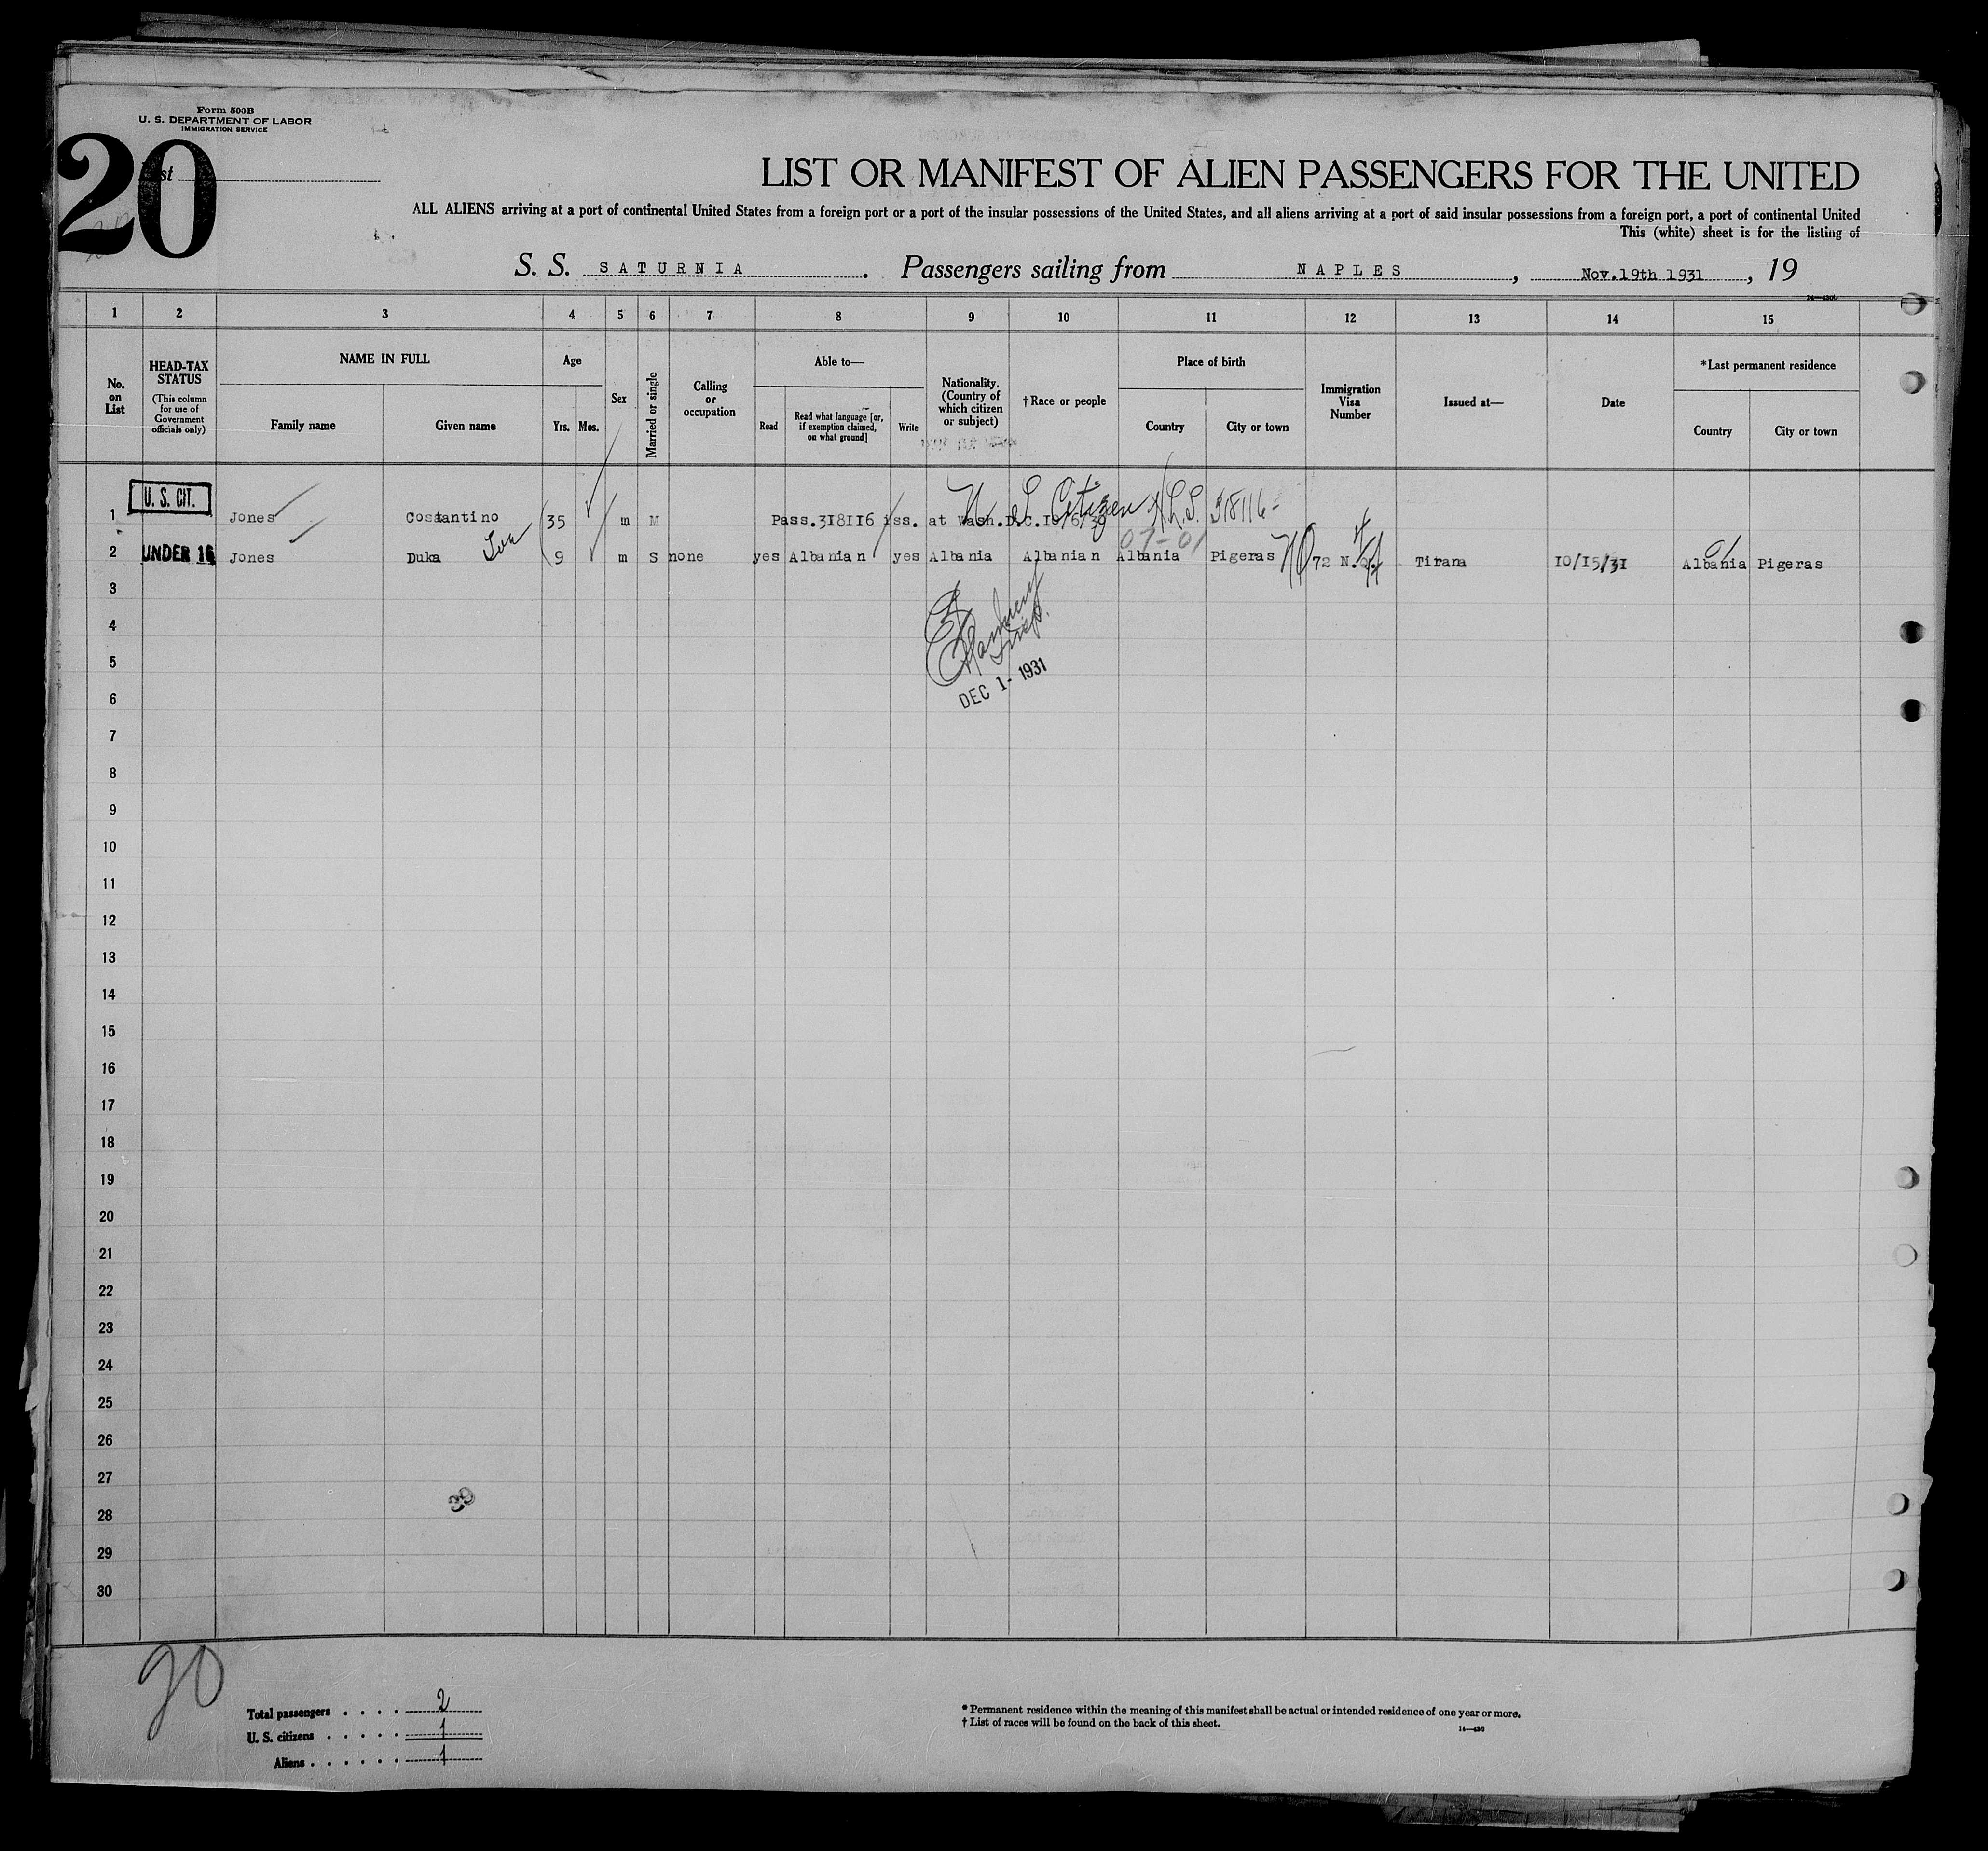 Form 500B
U. S. DEPARTMENT OF LABOR
IMMIGRATION SERVICE
20
List
LIST OR MANIFEST OF ALIEN PASSENGERS FOR THE UNITED
ALL ALIENS arriving at a port of continental United States from a foreign port or a port of the insular possessions of the United States, and all aliens arriving at a port of said insular possessions from a foreign port, a port of continental United
This (white) sheet is for the listing of
S. S. SATURNIA. Passengers sailing from NAPLES, Nov.19th 1931, 19
1 2 3 4 5 6 7 8 9 10 11 12 13 14 15
No. on List
HEAD-TAX STATUS
(This column for use of Government officials only)
NAME IN FULL
Family name Given name
Age
Yrs. Mos.
Sex
Married or single
Calling or occupation
Able to—
Read
Read what language [or, if exemption claimed, on what ground]
Write
Nationality. (Country of which citizen or subject)
†Race or people
Place of birth
Country City or town
Immigration Visa Number
Issued at—
Date
*Last permanent residence
Country City or town
U. S. CIT.
U S Citizen 318116
1 Jones Costantino 35 m M Pass.318116 iss. at Wash.D.C.10/6/30
07-01
2 UNDER 16 Jones Duka Son 9 m S none yes Albanian yes Albania Albanian Albania Pigeras 72 N.Q. Tirana 10/15/31 Albania Pigeras
3
4
5
6
DEC 1- 1931
7
8
9
10
11
12
13
14
15
16
17
18
19
20
21
22
23
24
25
26
27
28
29
30
20
Total passengers . . . . 2
U. S. citizens . . . . . 1
Aliens . . . . . . 1
* Permanent residence within the meaning of this manifest shall be actual or intended residence of one year or more.
† List of races will be found on the back of this sheet.
14—430